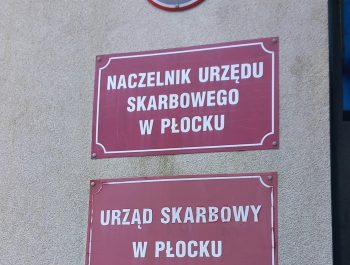 NACZELNIK URZĘDU
SKARBOWEGO
W PŁOCKU
URZĄD SKARBOWY
W PŁOCKU